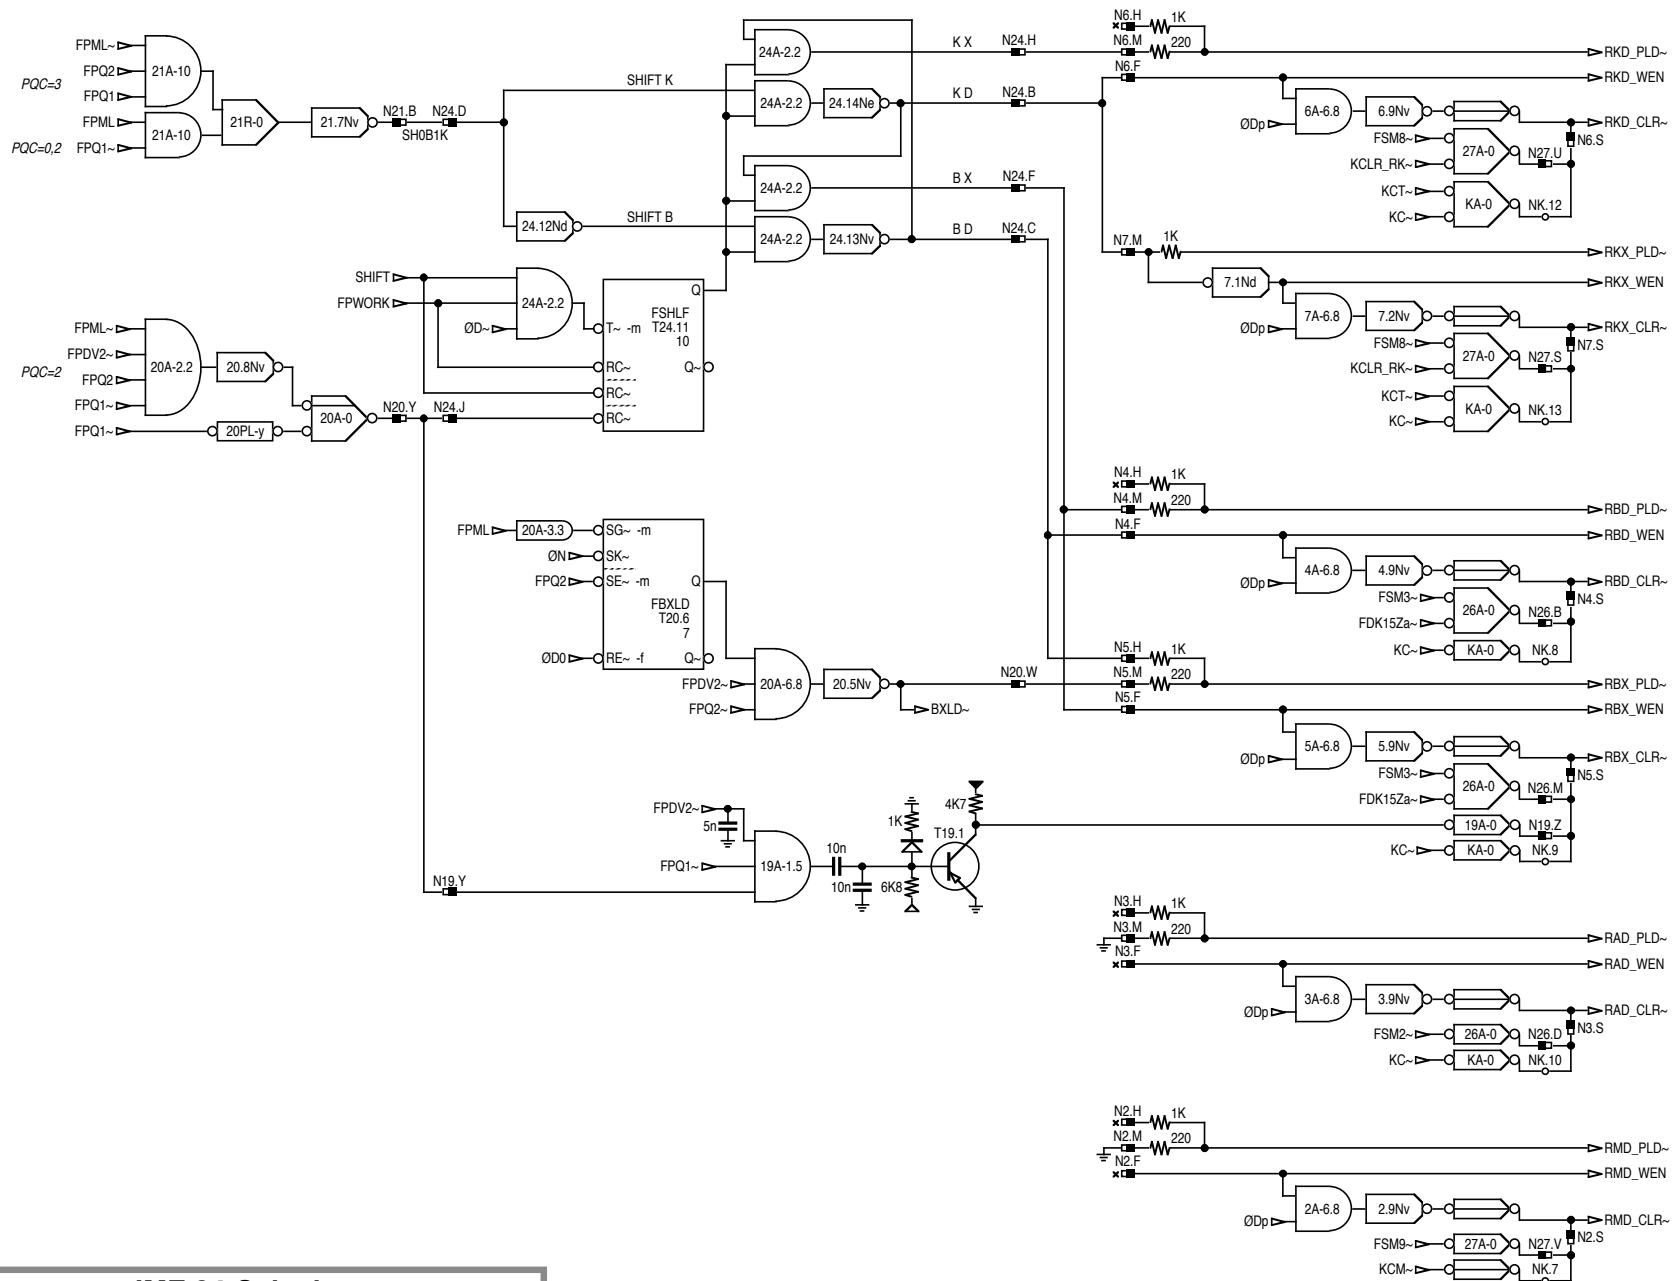 FPML~
FPQ2
FPQ1
PQC=3
21A-10
FPML
FPQ1~
PQC=0,2
21A-10
21R-0
21.7Nv
N21.B
N24.D
SH0B1K
SHIFT K
24.12Nd
SHIFT B
24A-2.2
24A-2.2
24.14Ne
24A-2.2
24A-2.2
24.13Nv
K X
N24.H
K D
N24.B
B X
N24.F
B D
N24.C
SHIFT
FPWORK
ØD~
24A-2.2
Q
FSHLF
T24.11
10
T~ -m
RC~
Q~
RC~
RC~
FPML~
FPDV2~
FPQ2
FPQ1~
PQC=2
20A-2.2
20.8Nv
FPQ1~
20PL-y
20A-0
N20.Y
N24.J
FPML
20A-3.3
SG~ -m
ØN
SK~
FPQ2
SE~ -m
Q
FBXLD
T20.6
7
ØD0
RE~ -f
Q~
FPDV2~
FPQ2~
20A-6.8
20.5Nv
BXLD~
N20.W
FPDV2~
5n
FPQ1~
N19.Y
19A-1.5
10n
10n
1K
6K8
T19.1
4K7
N6.H
1K
N6.M
220
N6.F
RKD_PLD~
RKD_WEN
6A-6.8
6.9Nv
ØDp
RKD_CLR~
FSM8~
KCLR_RK~
27A-0
N27.U
N6.S
KCT~
KC~
KA-0
NK.12
N7.M
1K
RKX_PLD~
7.1Nd
RKX_WEN
7A-6.8
7.2Nv
ØDp
RKX_CLR~
FSM8~
KCLR_RK~
27A-0
N27.S
N7.S
KCT~
KC~
KA-0
NK.13
N4.H
1K
N4.M
220
N4.F
RBD_PLD~
RBD_WEN
4A-6.8
4.9Nv
ØDp
RBD_CLR~
FSM3~
FDK15Za~
26A-0
N26.B
N4.S
KC~
KA-0
NK.8
N5.H
1K
N5.M
220
N5.F
RBX_PLD~
RBX_WEN
5A-6.8
5.9Nv
ØDp
RBX_CLR~
FSM3~
FDK15Za~
26A-0
N26.M
N5.S
19A-0
N19.Z
KC~
KA-0
NK.9
N3.H
1K
N3.M
220
N3.F
RAD_PLD~
RAD_WEN
3A-6.8
3.9Nv
ØDp
RAD_CLR~
FSM2~
26A-0
N26.D
N3.S
KC~
KA-0
NK.10
N2.H
1K
N2.M
220
N2.F
RMD_PLD~
RMD_WEN
2A-6.8
2.9Nv
ØDp
RMD_CLR~
FSM9~
27A-0
N27.V
N2.S
KCM~
KA-0
NK.7